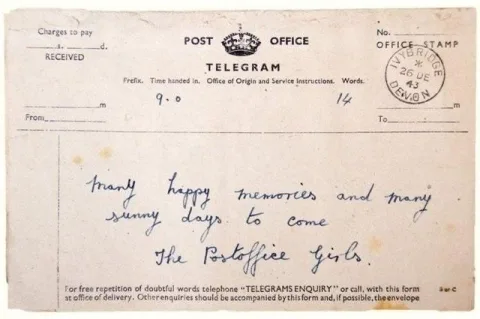 Charges to pay
s. d.
RECEIVED
POST OFFICE
TELEGRAM
No.
OFFICE STAMP
IVYBRIDGE
*
26 DE
43
DEVON
Prefix. Time handed in. Office of Origin and Service Instructions. Words.
9.0 14
m
m
From
To
Many happy memories and many
sunny days to come
The Postoffice Girls.
For free repetition of doubtful words telephone "TELEGRAMS ENQUIRY" or call, with this form
at office of delivery. Other enquiries should be accompanied by this form and, if possible, the envelope
B or C